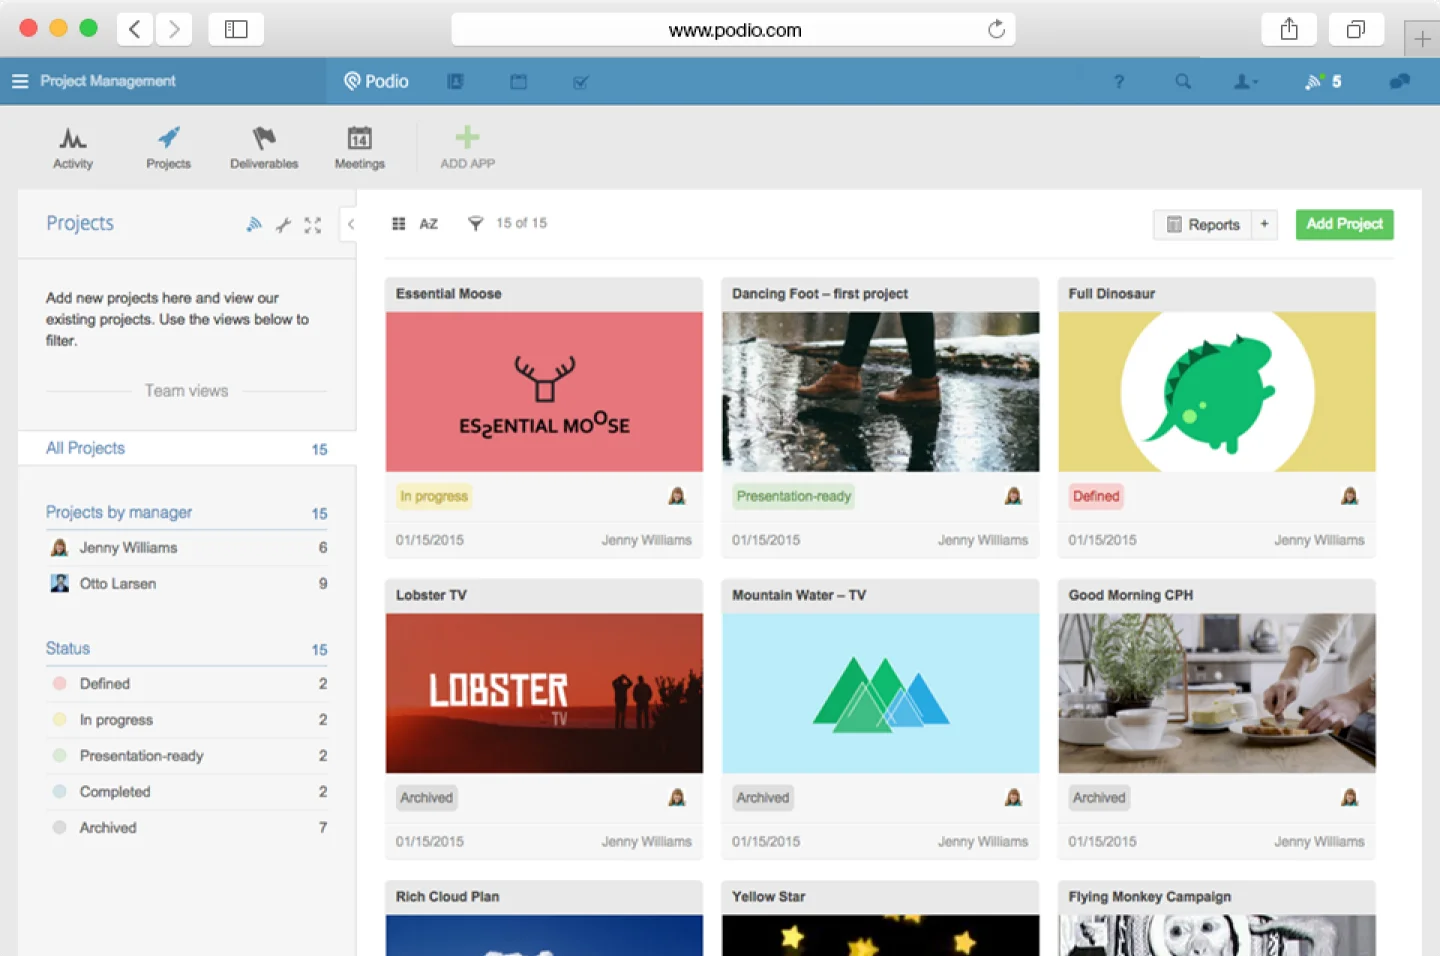 www.podio.com
Project Management
Podio
?
5
Activity
Projects
Deliverables
14
Meetings
ADD APP
Projects
A-Z
15 of 15
Reports
+
Add Project
Add new projects here and view our
existing projects. Use the views below to
filter.
Team views
All Projects 15
Projects by manager 15
Jenny Williams 6
Otto Larsen 9
Status 15
Defined 2
In progress 2
Presentation-ready 2
Completed 2
Archived 7
Essential Moose
ESSENTIAL MOOSE
In progress
01/15/2015 Jenny Williams
Dancing Foot – first project
Presentation-ready
01/15/2015 Jenny Williams
Full Dinosaur
Defined
01/15/2015 Jenny Williams
Lobster TV
LOBSTER
TV
Archived
01/15/2015 Jenny Williams
Mountain Water – TV
Archived
01/15/2015 Jenny Williams
Good Morning CPH
Archived
01/15/2015 Jenny Williams
Rich Cloud Plan
Yellow Star
Flying Monkey Campaign